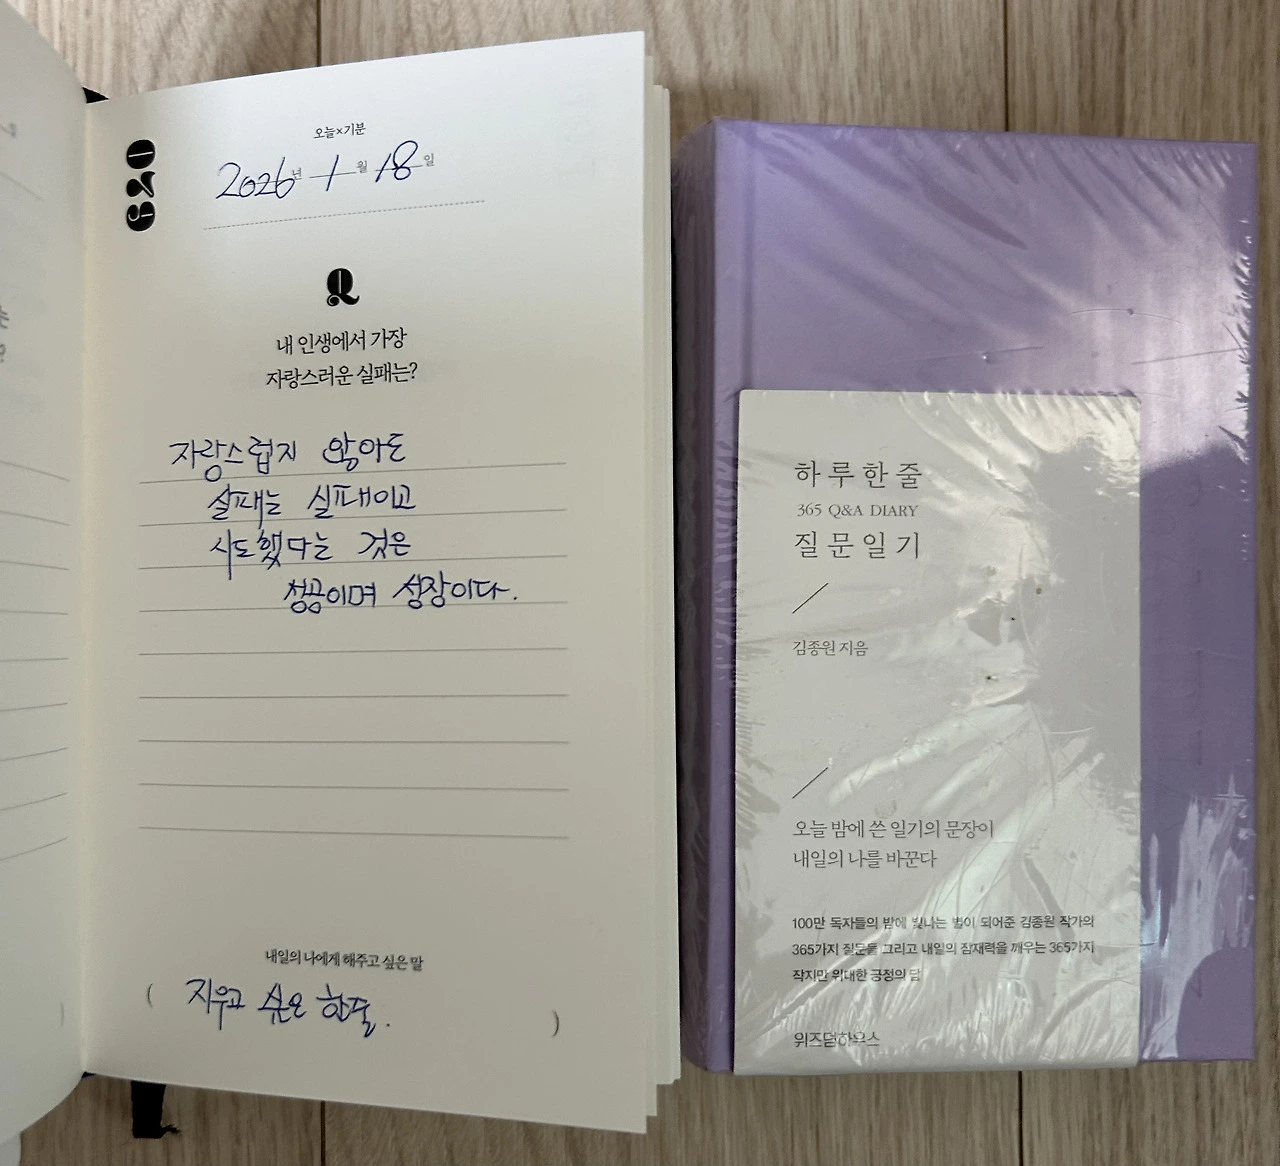 020
오늘×기분
2026년 1월 18일
Q
내 인생에서 가장
자랑스러운 실패는?
자랑스럽지 않아도
실패는 실패이고
시도했다는 것은
성공이며 성장이다.
내일의 나에게 해주고 싶은 말
( 지우고 싶은 한달. )
하루 한 줄
365 Q&A DIARY
질문일기
김종원 지음
오늘 밤에 쓴 일기의 문장이
내일의 나를 바꾼다
100만 독자들의 밤에 빛나는 별이 되어준 김종원 작가의
365가지 질문들 그리고 내일의 잠재력을 깨우는 365가지
작지만 위대한 긍정의 답
위즈덤하우스